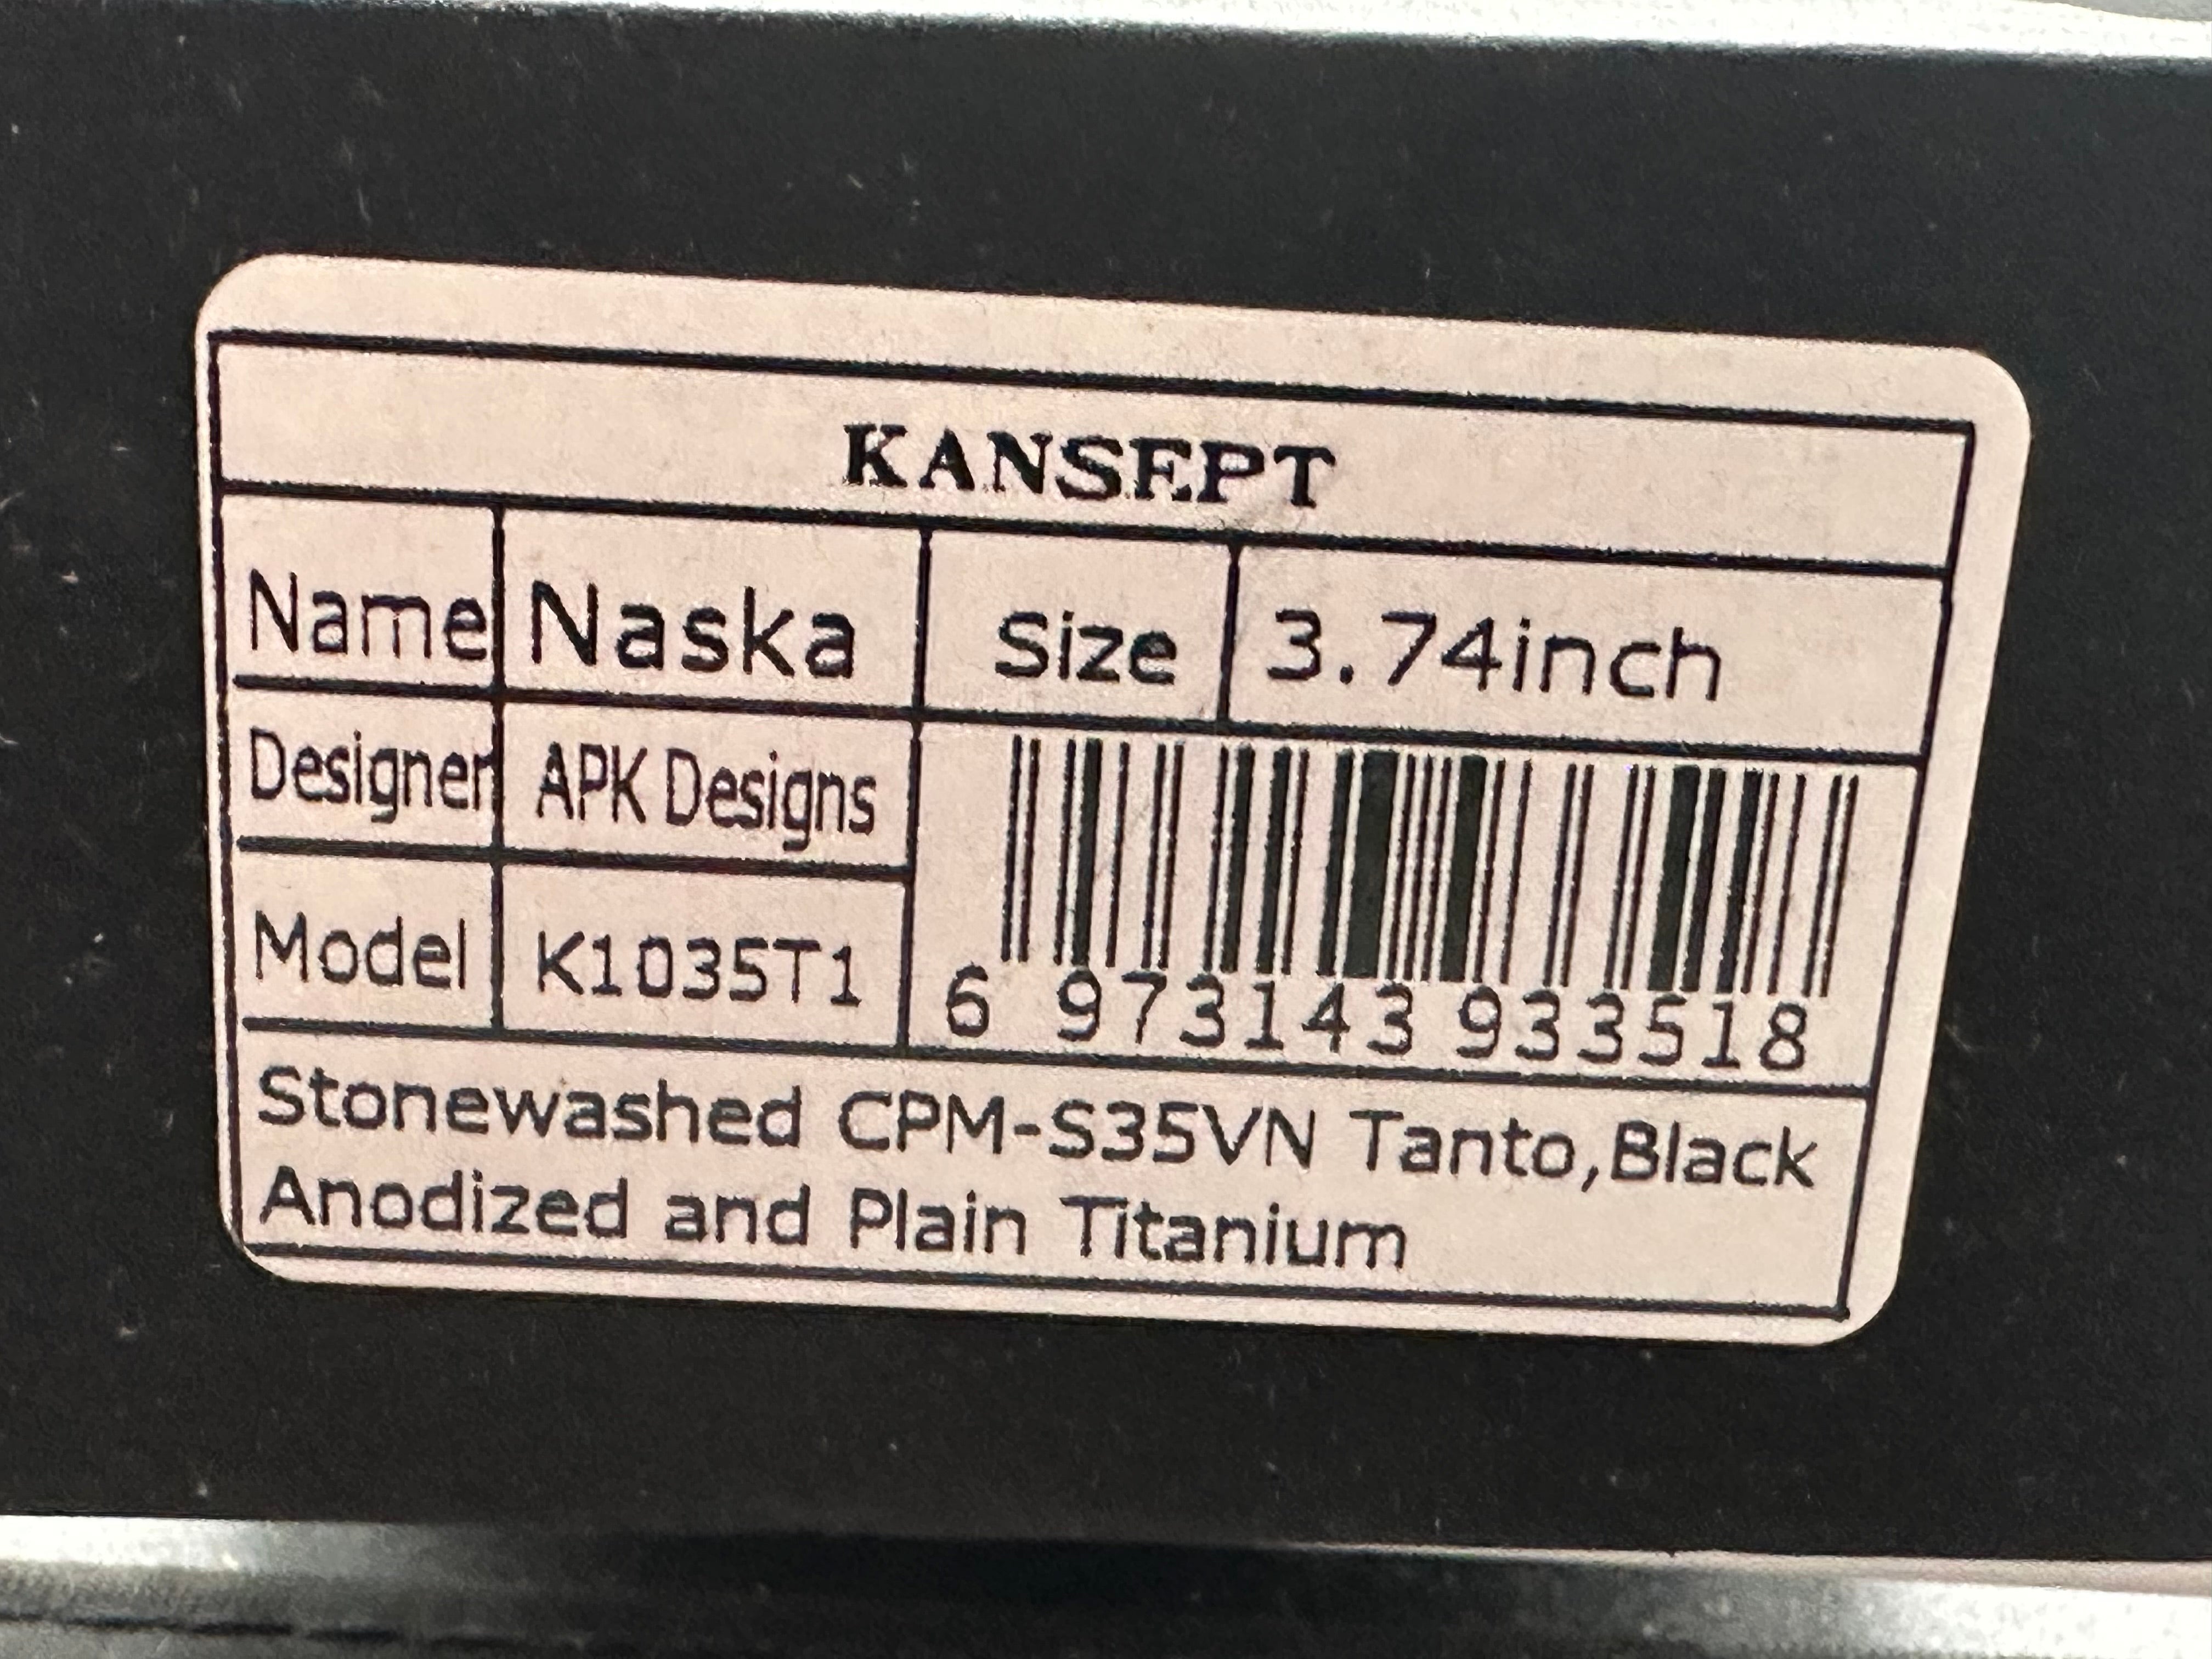 KANSEPT
Name Naska Size 3.74inch
Designer APK Designs
Model K1035T1
6 973143 933518
Stonewashed CPM-S35VN Tanto,Black
Anodized and Plain Titanium